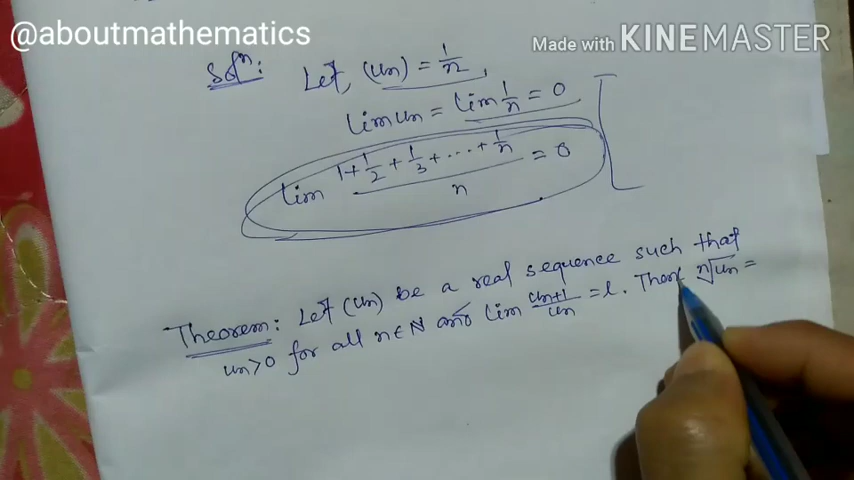 @aboutmathematics
Made with KINEMASTER
Solⁿ: Let, (un) = 1/n,
lim un = lim 1/n = 0
lim (1 + 1/2 + 1/3 + ... + 1/n)/n = 0
Theorem: Let (un) be a real sequence such that
un>0 for all n∈N and lim un+1/un = l. Then ⁿ√un =